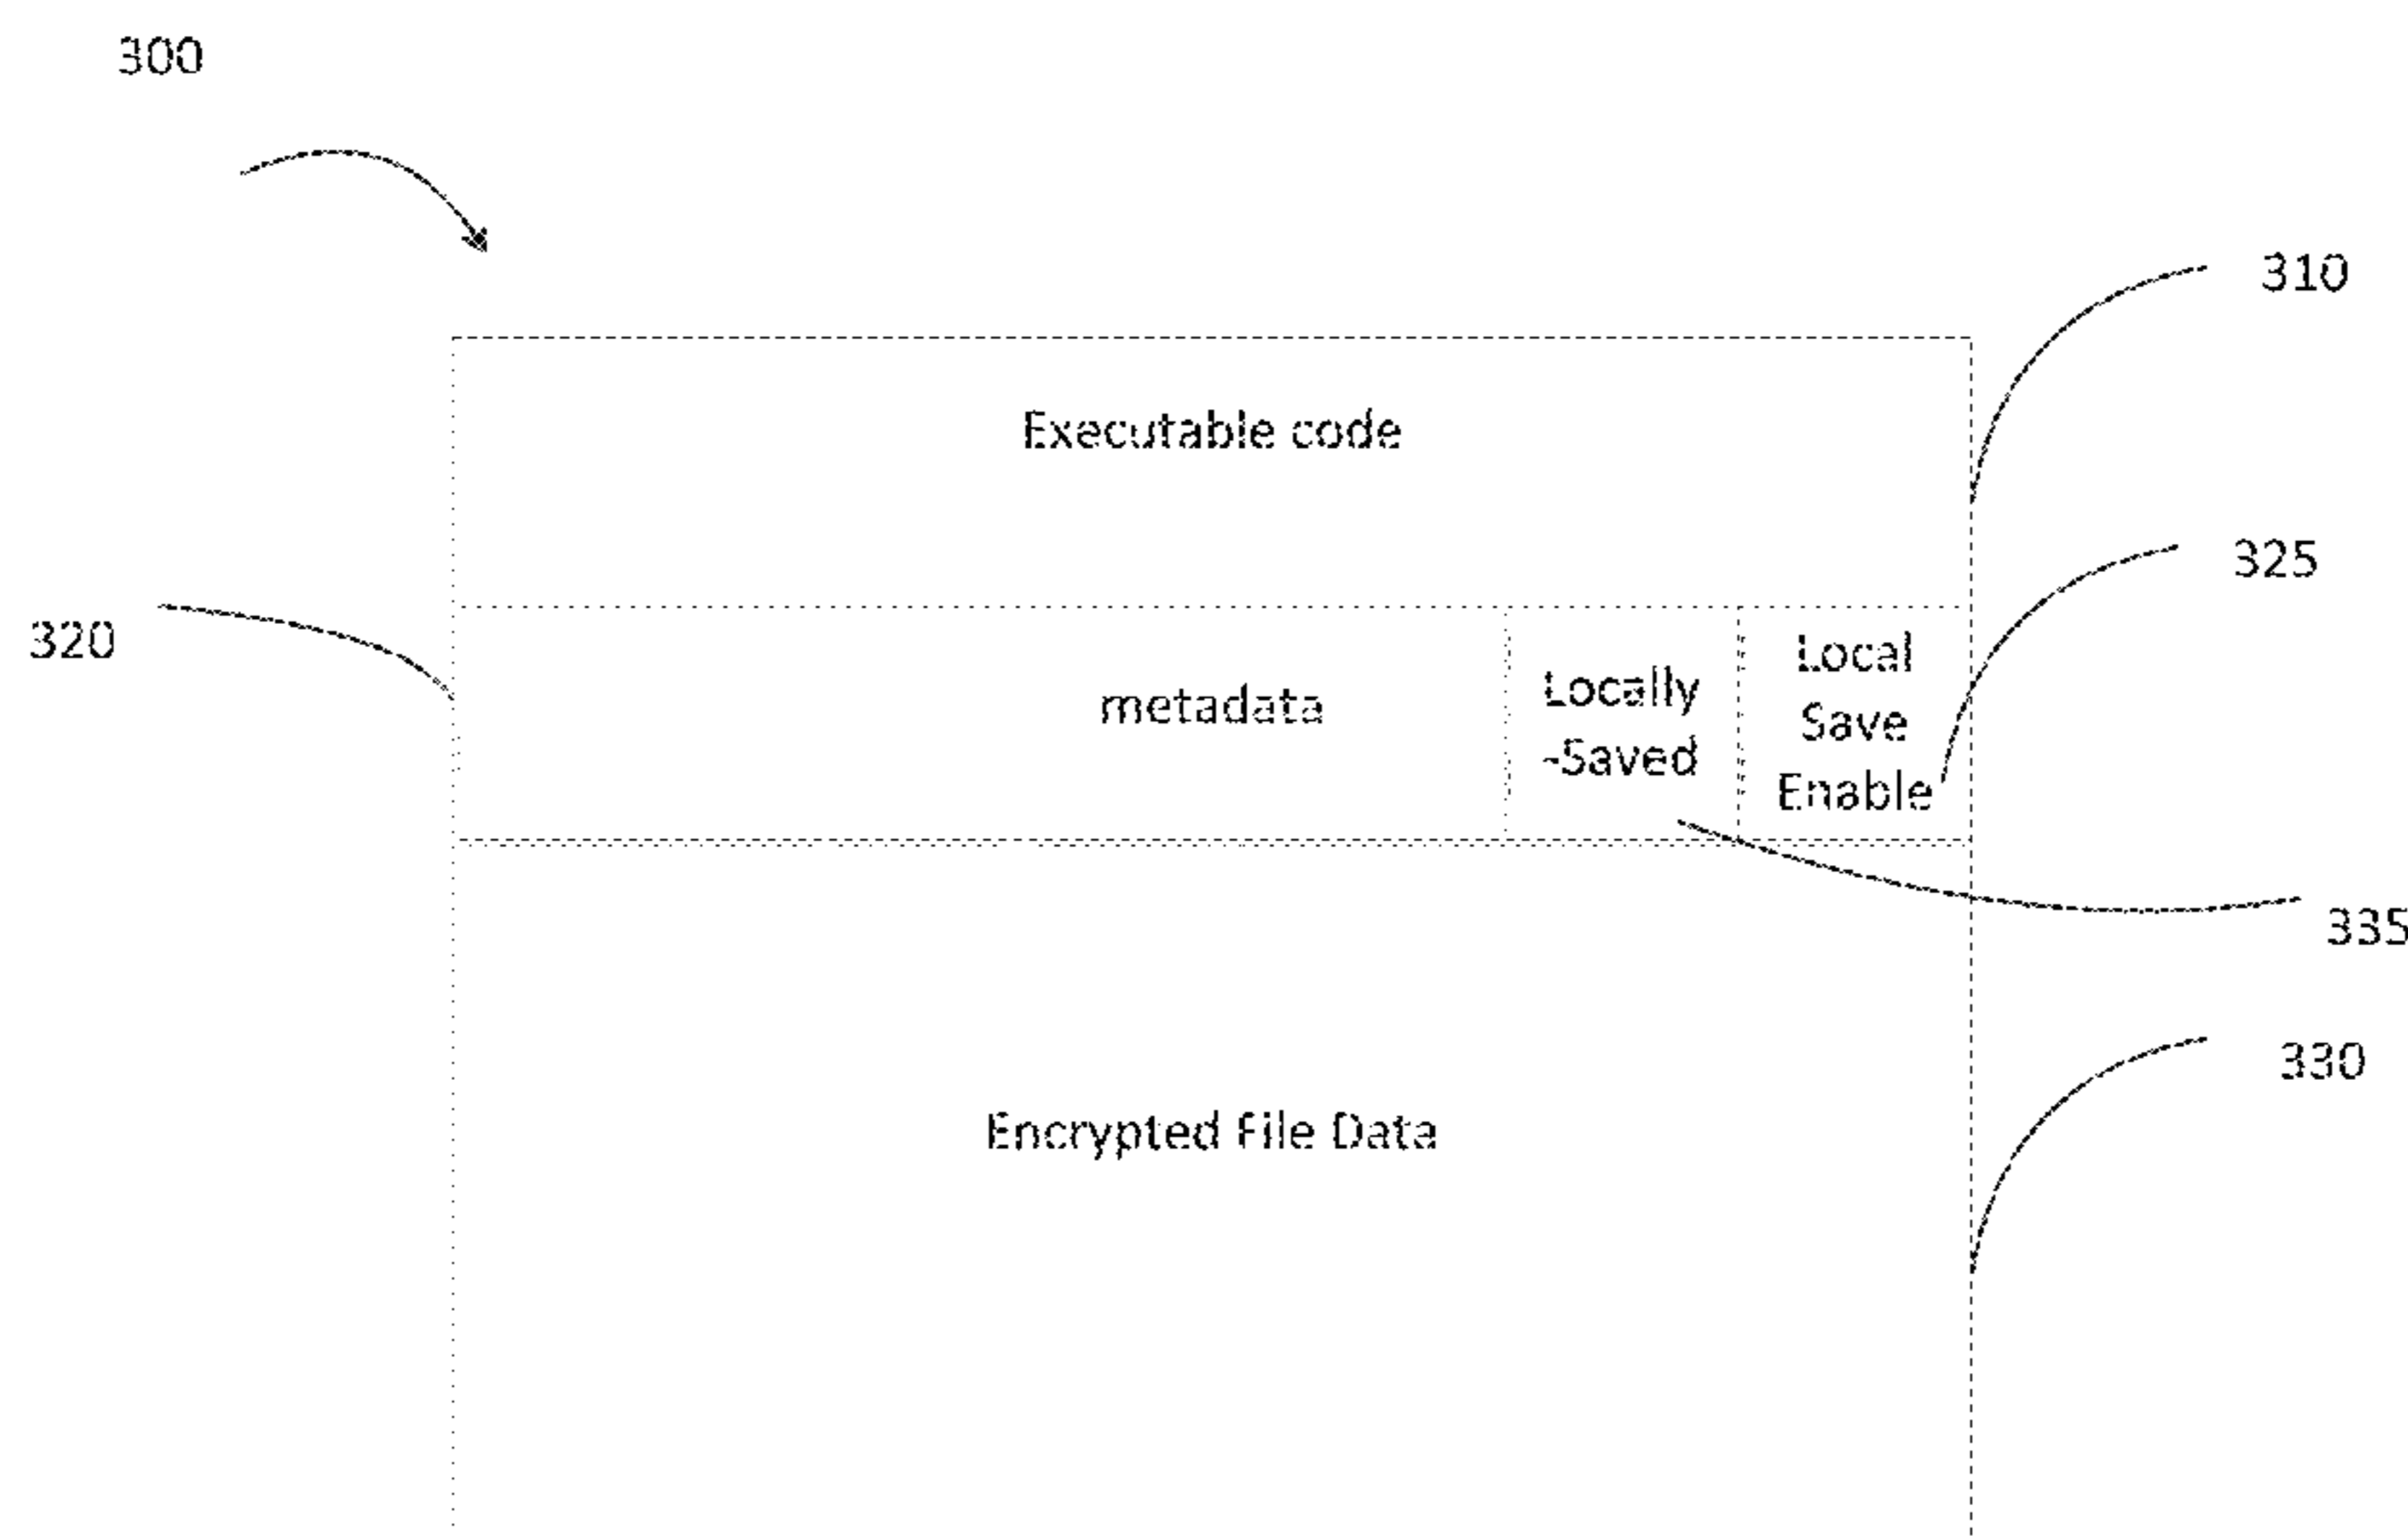 300
310
Executable code
325
320
metadata
Locally
-Saved
Local
Save
Enable
335
330
Encrypted File Data